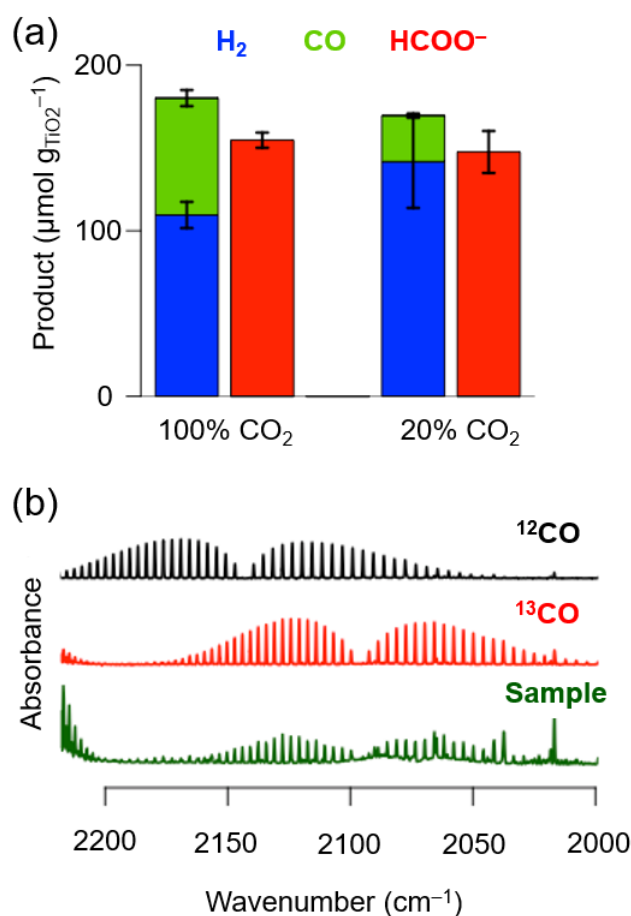 (a)
H₂ CO HCOO⁻
200
100
0
Product (µmol g_TiO2⁻¹)
100% CO₂ 20% CO₂
(b)
¹²CO
¹³CO
Sample
Absorbance
2200 2150 2100 2050 2000
Wavenumber (cm⁻¹)